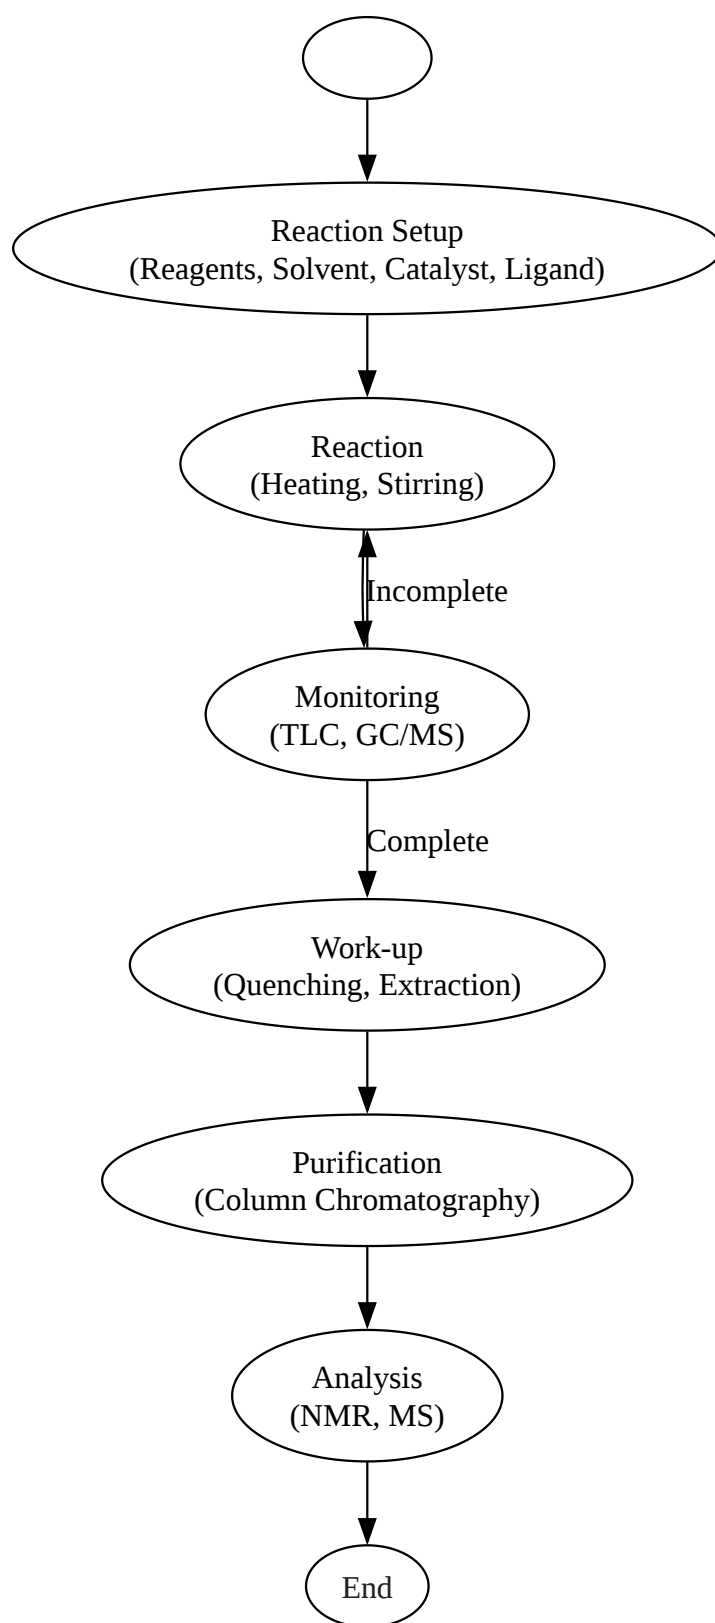 Reaction Setup
(Reagents, Solvent, Catalyst, Ligand)
Reaction
(Heating, Stirring)
Incomplete
Monitoring
(TLC, GC/MS)
Complete
Work-up
(Quenching, Extraction)
Purification
(Column Chromatography)
Analysis
(NMR, MS)
End